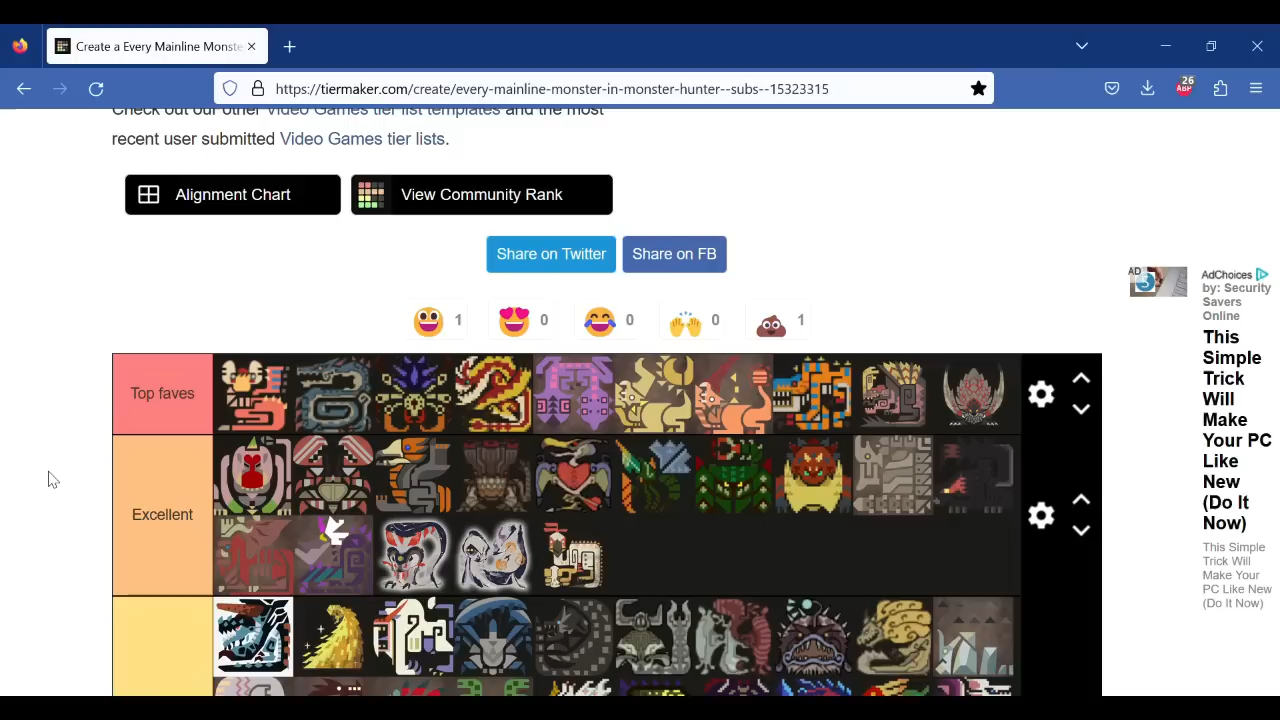 Create a Every Mainline Monste
https://tiermaker.com/create/every-mainline-monster-in-monster-hunter--subs--15323315
26
ABP
Check out our other Video Games tier list templates and the most
recent user submitted Video Games tier lists.
Alignment Chart
View Community Rank
Share on Twitter
Share on FB
1
0
0
0
1
Top faves
Excellent
AD
AdChoices
by: Security
Savers
Online
This
Simple
Trick
Will
Make
Your PC
Like
New
(Do It
Now)
This Simple
Trick Will
Make Your
PC Like New
(Do It Now)